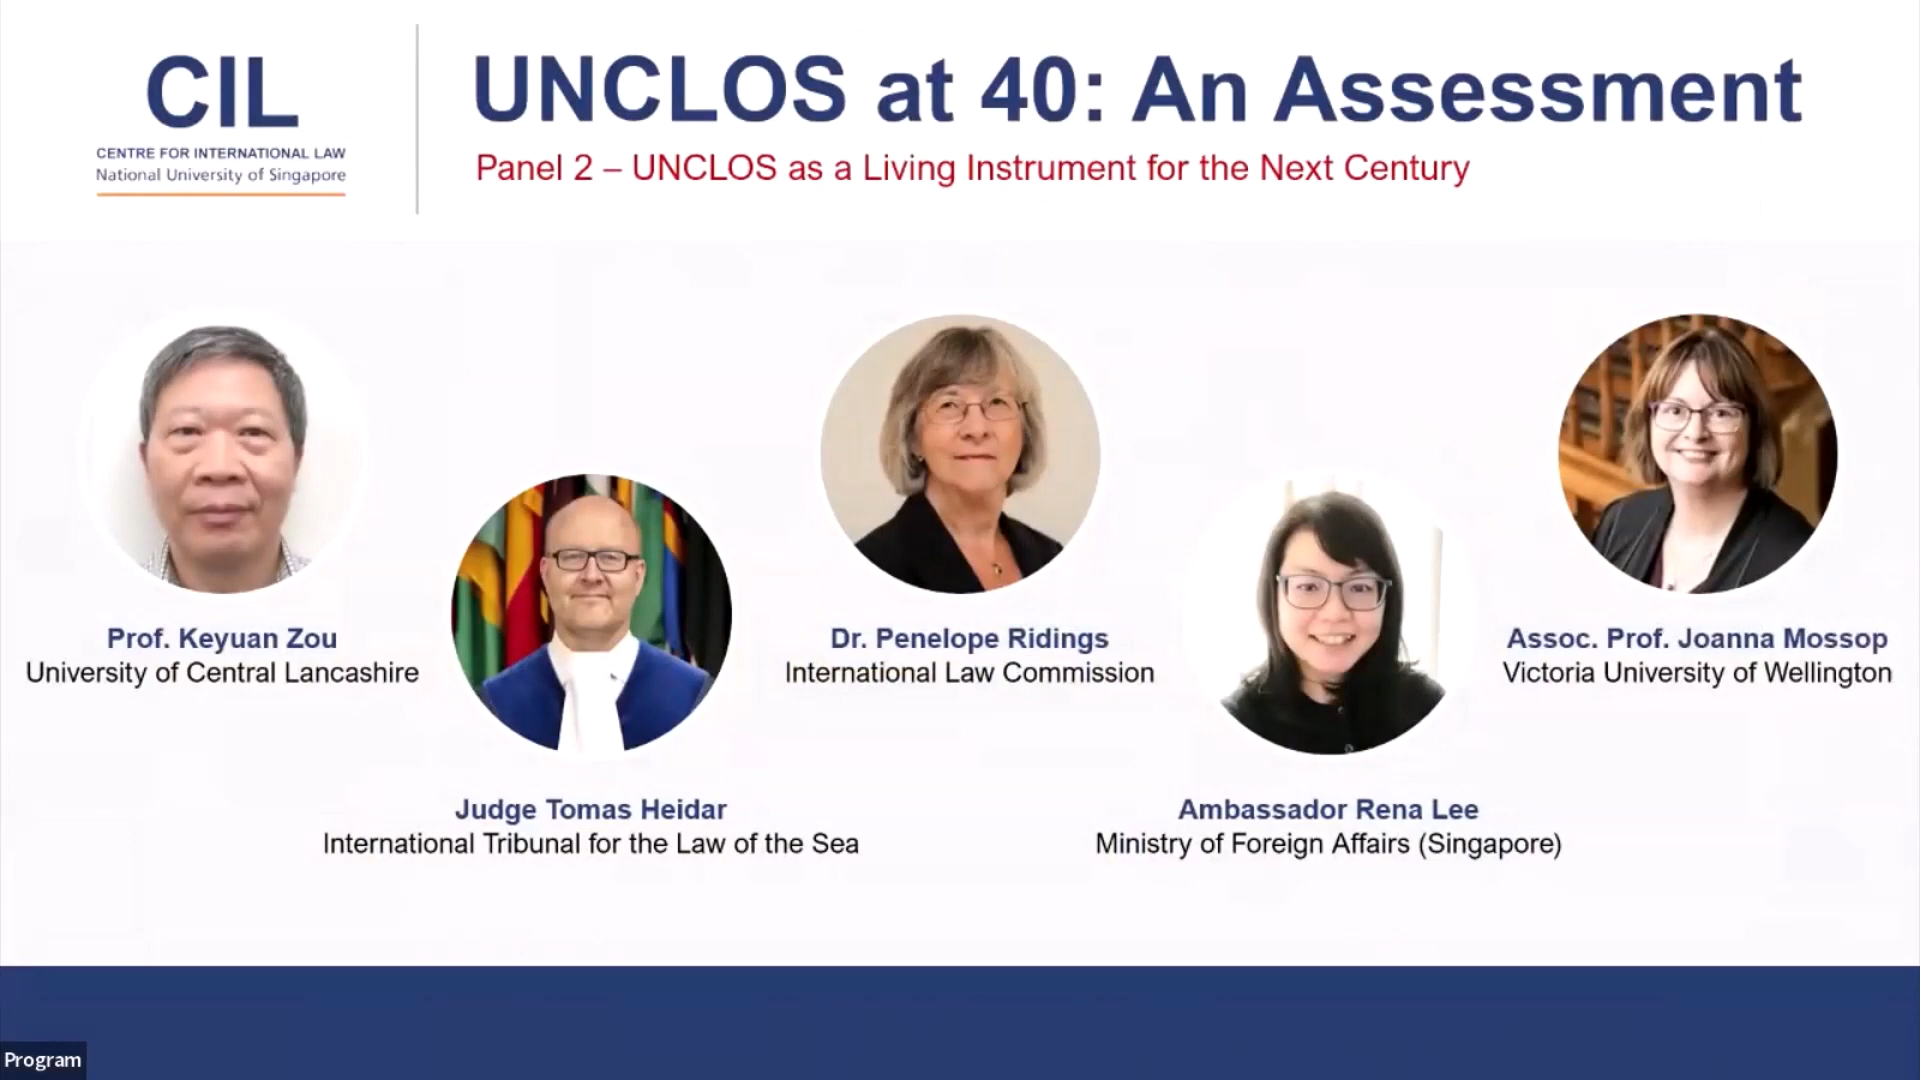 CIL
CENTRE FOR INTERNATIONAL LAW
National University of Singapore
UNCLOS at 40: An Assessment
Panel 2 – UNCLOS as a Living Instrument for the Next Century
Prof. Keyuan Zou
University of Central Lancashire
Judge Tomas Heidar
International Tribunal for the Law of the Sea
Dr. Penelope Ridings
International Law Commission
Ambassador Rena Lee
Ministry of Foreign Affairs (Singapore)
Assoc. Prof. Joanna Mossop
Victoria University of Wellington
Program